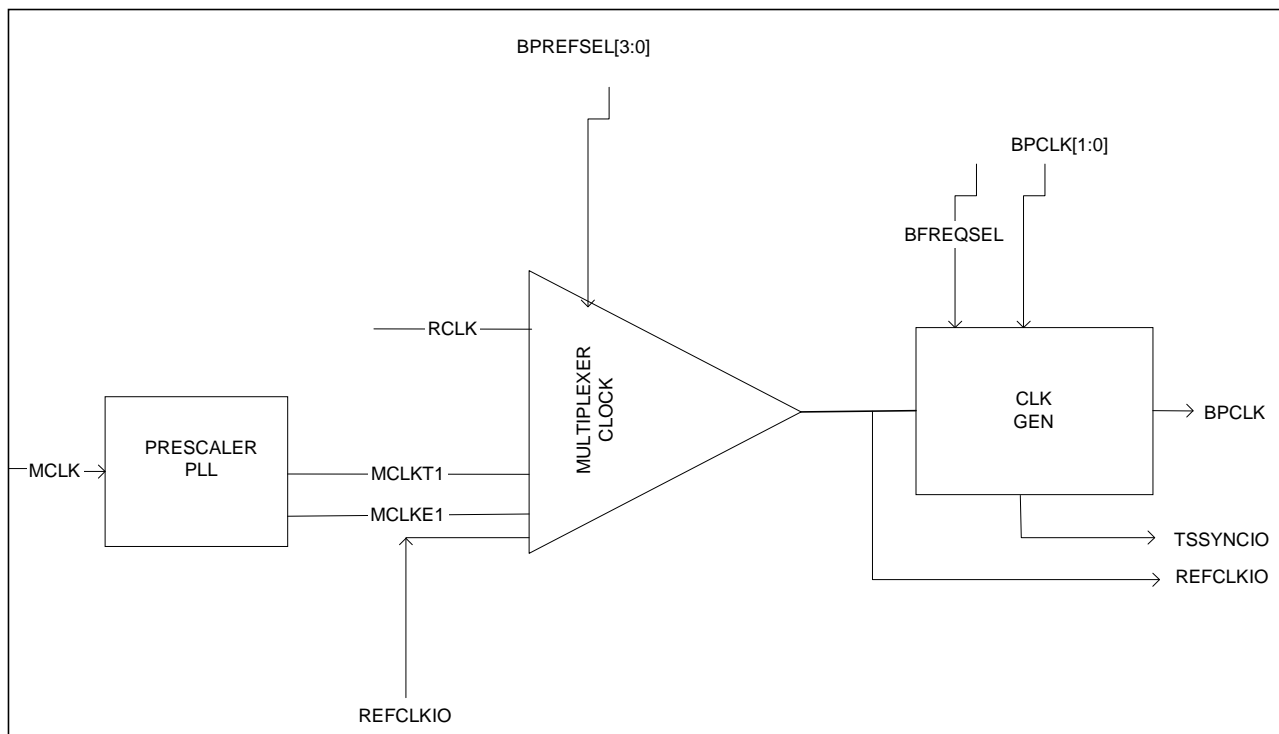 BPREFSEL[3:0]
BPCLK[1:0]
BFREQSEL
RCLK
MULTIPLEXER
CLOCK
CLK
GEN
BPCLK
PRESCALER
PLL
MCLK
MCLKT1
MCLKE1
TSSYNCIO
REFCLKIO
REFCLKIO